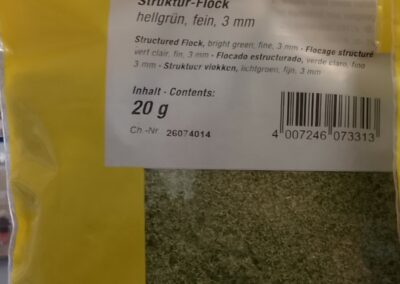 Struktur-Flock
hellgrün, fein, 3 mm
Structured Flock, bright green, fine, 3 mm - Flocage structuré
vert clair, fin, 3 mm - Flocado estructurado, verde claro, fino
3 mm - Struktuur vlokken, lichtgroen, fijn, 3 mm
Inhalt - Contents:
20 g
Ch.-Nr. 26074014
4 007246 073313